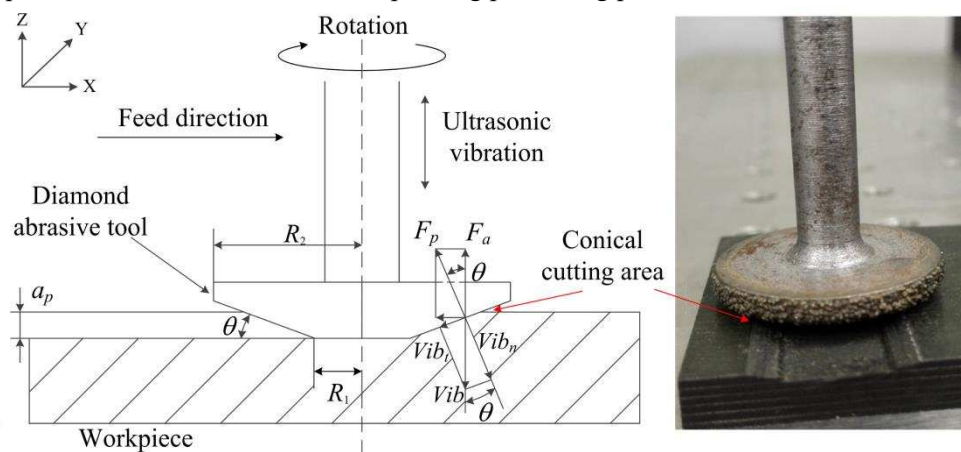 Z
Y
X
Rotation
Feed direction
Ultrasonic
vibration
Diamond
abrasive tool
R₂
Fₚ
Fₐ
θ
Conical
cutting area
aₚ
θ
Vibₜ
Vibₙ
Vib
θ
R₁
Workpiece